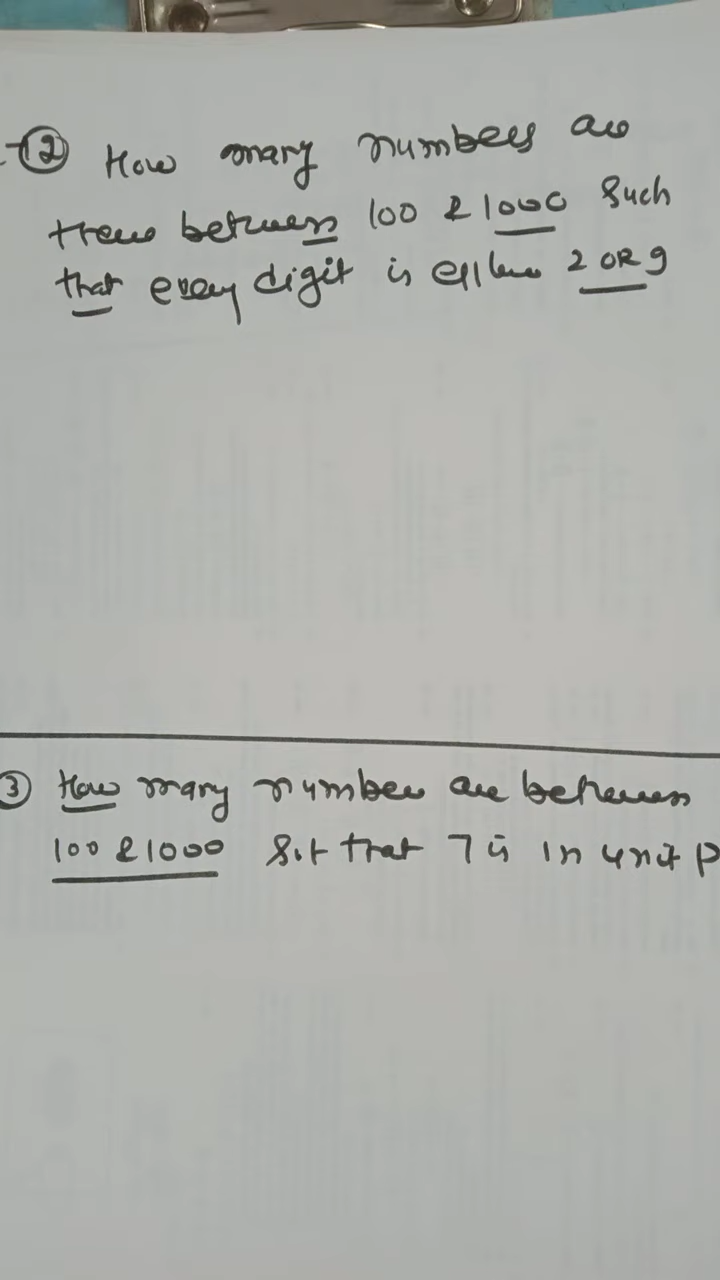 ② How many numbers are
there between 100 & 1000 such
that every digit is either 2 OR 9
③ How many number are between
100 & 1000 S.t that 7 is in unit p